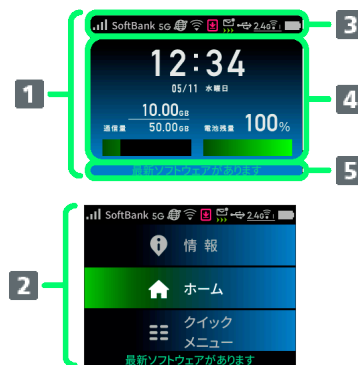 SoftBank 5G 2.4G 1
3
12:34
05/11 水曜日
1
4
10.00GB
通信量 50.00GB 電池残量 100%
最新ソフトウェアがあります
5
SoftBank 5G 2.4G 1
情報
2
ホーム
クイック
メニュー
最新ソフトウェアがあります